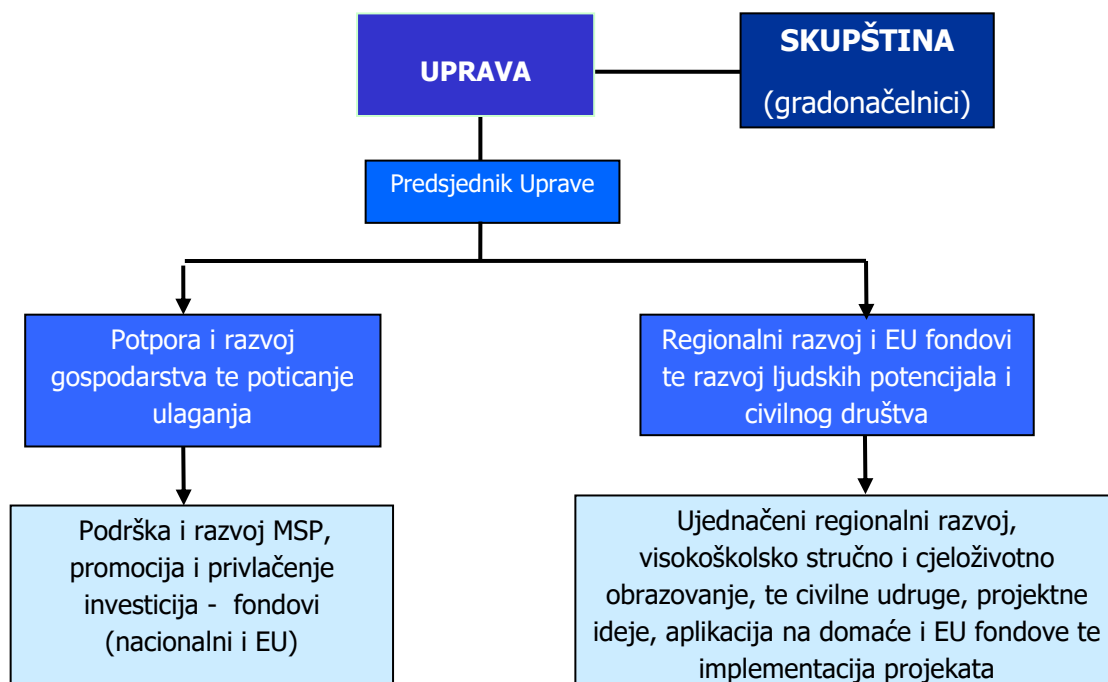 UPRAVA
SKUPŠTINA
(gradonačelnici)
Predsjednik Uprave
Potpora i razvoj
gospodarstva te poticanje
ulaganja
Regionalni razvoj i EU fondovi
te razvoj ljudskih potencijala i
civilnog društva
Podrška i razvoj MSP,
promocija i privlačenje
investicija - fondovi
(nacionalni i EU)
Ujednačeni regionalni razvoj,
visokoškolsko stručno i cjeloživotno
obrazovanje, te civilne udruge, projektne
ideje, aplikacija na domaće i EU fondove te
implementacija projekata